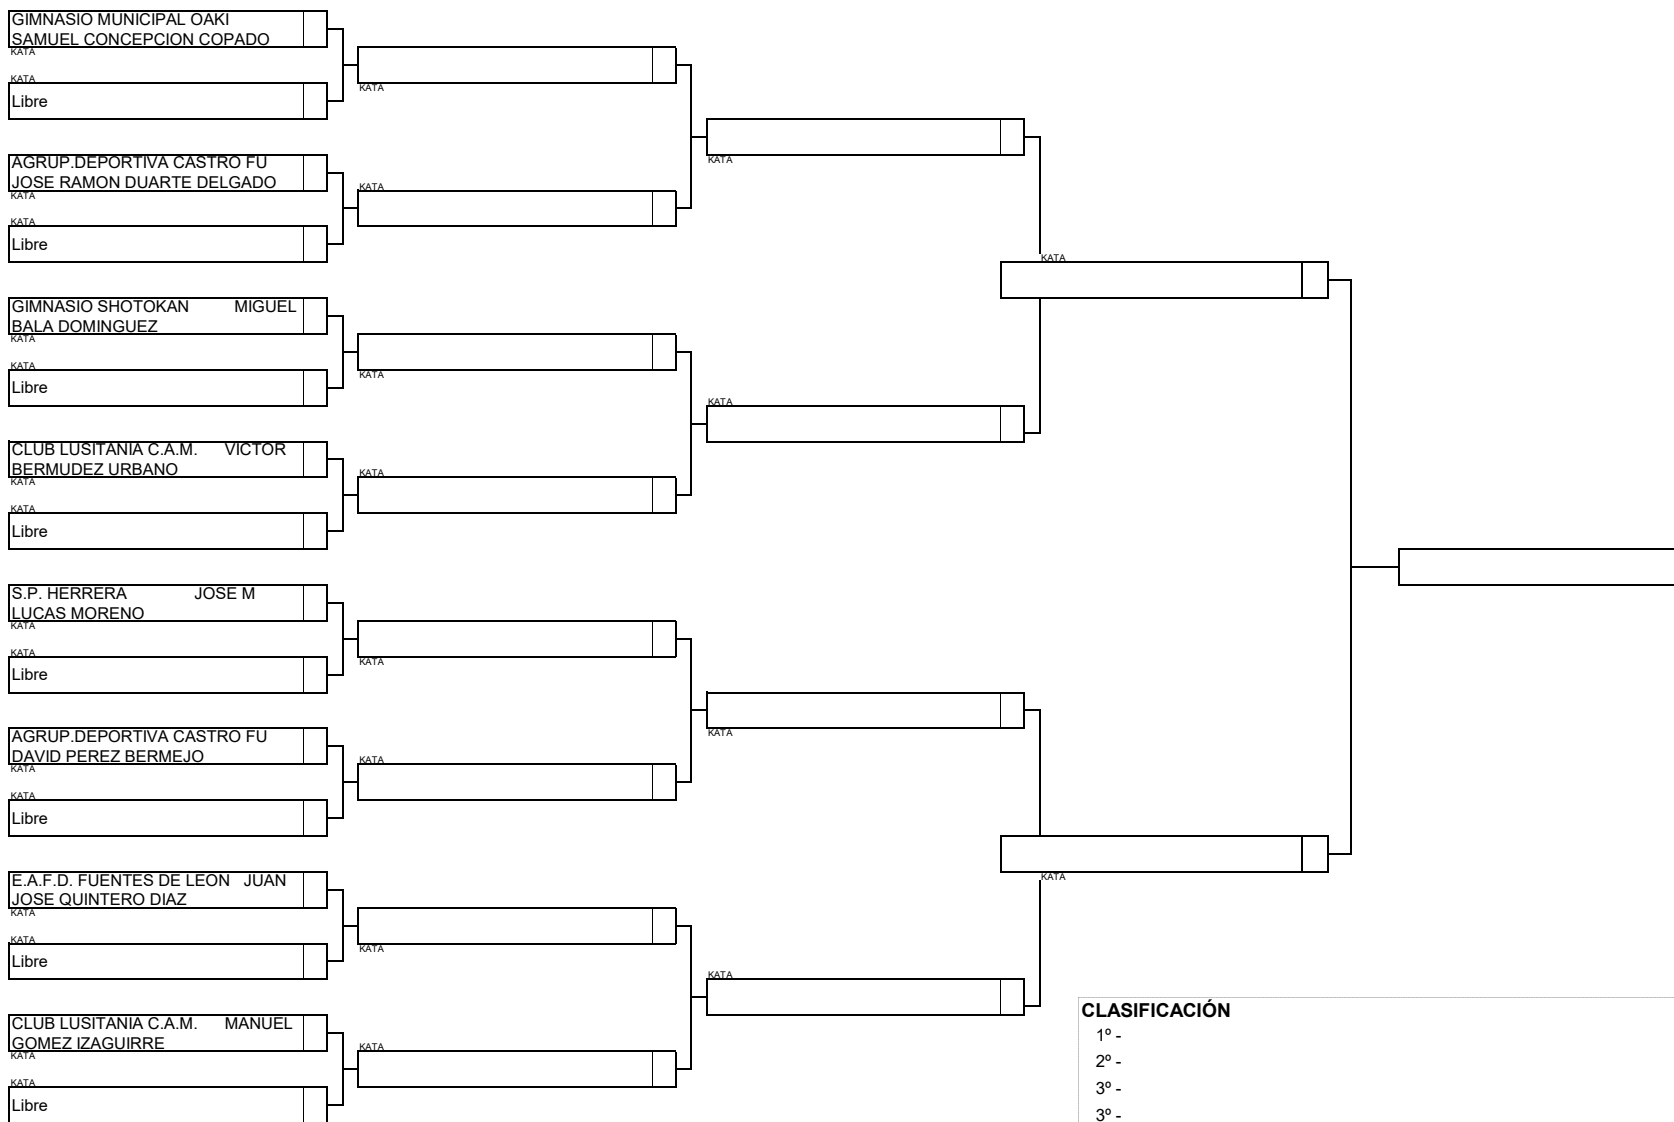 GIMNASIO MUNICIPAL OAKI
SAMUEL CONCEPCION COPADO
KATA
KATA
Libre
AGRUP.DEPORTIVA CASTRO FU
JOSE RAMON DUARTE DELGADO
KATA
KATA
Libre
GIMNASIO SHOTOKAN MIGUEL
BALA DOMINGUEZ
KATA
KATA
Libre
CLUB LUSITANIA C.A.M. VICTOR
BERMUDEZ URBANO
KATA
KATA
Libre
S.P. HERRERA JOSE M
LUCAS MORENO
KATA
KATA
Libre
AGRUP.DEPORTIVA CASTRO FU
DAVID PEREZ BERMEJO
KATA
KATA
Libre
E.A.F.D. FUENTES DE LEON JUAN
JOSE QUINTERO DIAZ
KATA
KATA
Libre
CLUB LUSITANIA C.A.M. MANUEL
GOMEZ IZAGUIRRE
KATA
KATA
Libre
KATA
KATA
KATA
KATA
KATA
KATA
KATA
KATA
KATA
KATA
KATA
KATA
KATA
KATA
CLASIFICACIÓN
1º -
2º -
3º -
3º -